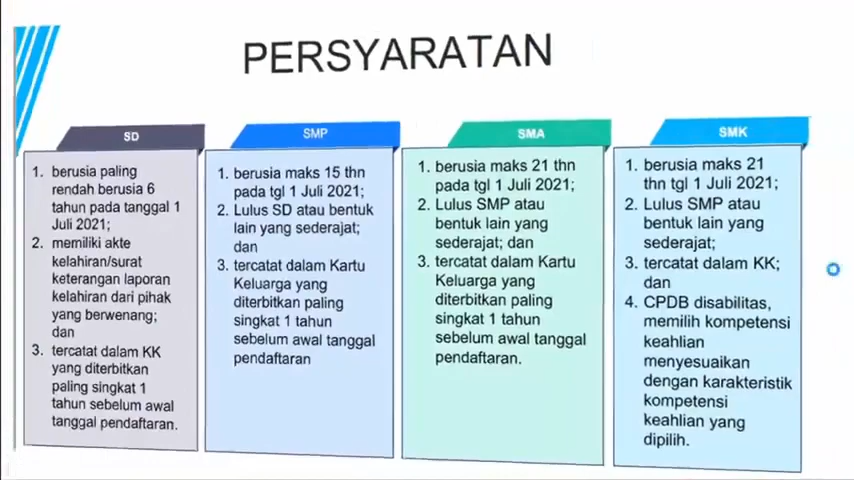 PERSYARATAN
SD
1. berusia paling
rendah berusia 6
tahun pada tanggal 1
Juli 2021;
2. memiliki akte
kelahiran/surat
keterangan laporan
kelahiran dari pihak
yang berwenang;
dan
3. tercatat dalam KK
yang diterbitkan
paling singkat 1
tahun sebelum awal
tanggal pendaftaran.
SMP
1. berusia maks 15 thn
pada tgl 1 Juli 2021;
2. Lulus SD atau bentuk
lain yang sederajat;
dan
3. tercatat dalam Kartu
Keluarga yang
diterbitkan paling
singkat 1 tahun
sebelum awal tanggal
pendaftaran
SMA
1. berusia maks 21 thn
pada tgl 1 Juli 2021;
2. Lulus SMP atau
bentuk lain yang
sederajat; dan
3. tercatat dalam Kartu
Keluarga yang
diterbitkan paling
singkat 1 tahun
sebelum awal tanggal
pendaftaran.
SMK
1. berusia maks 21
thn tgl 1 Juli 2021;
2. Lulus SMP atau
bentuk lain yang
sederajat;
3. tercatat dalam KK;
dan
4. CPDB disabilitas,
memilih kompetensi
keahlian
menyesuaikan
dengan karakteristik
kompetensi
keahlian yang
dipilih.